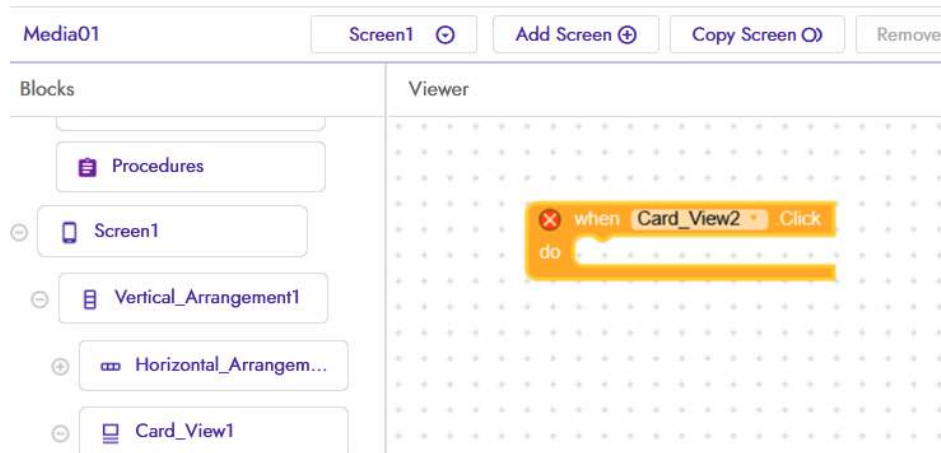 Media01
Screen1
Add Screen
Copy Screen
Remove
Blocks
Viewer
Procedures
Screen1
Vertical_Arrangement1
Horizontal_Arrangem...
Card_View1
when Card_View2 .Click
do